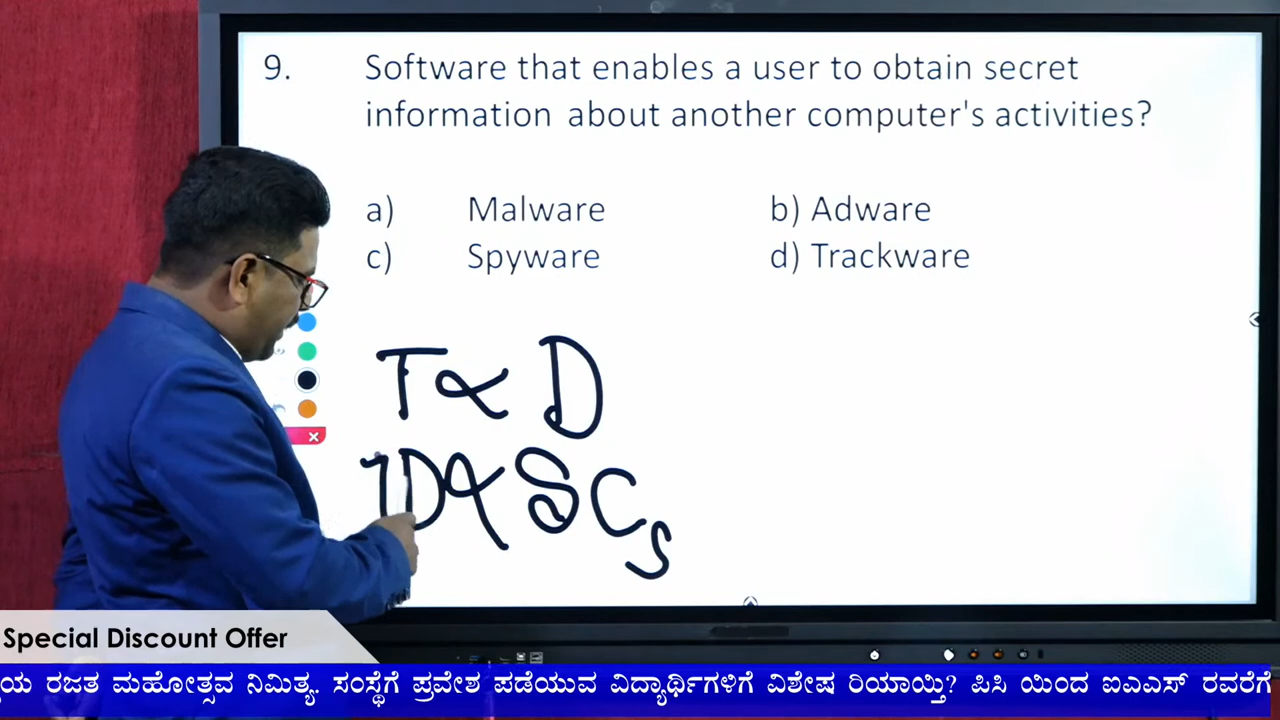 9. Software that enables a user to obtain secret
information about another computer's activities?
a) Malware b) Adware
c) Spyware d) Trackware
T ∝ D
Special Discount Offer
ಯ ರಜತ ಮಹೋತ್ಸವ ನಿಮಿತ್ಯ. ಸಂಸ್ಥೆಗೆ ಪ್ರವೇಶ ಪಡೆಯುವ ವಿದ್ಯಾರ್ಥಿಗಳಿಗೆ ವಿಶೇಷ ರಿಯಾಯ್ತಿ? ಪಿಸಿ ಯಿಂದ ಐಎಎಸ್ ರವರೆಗೆ